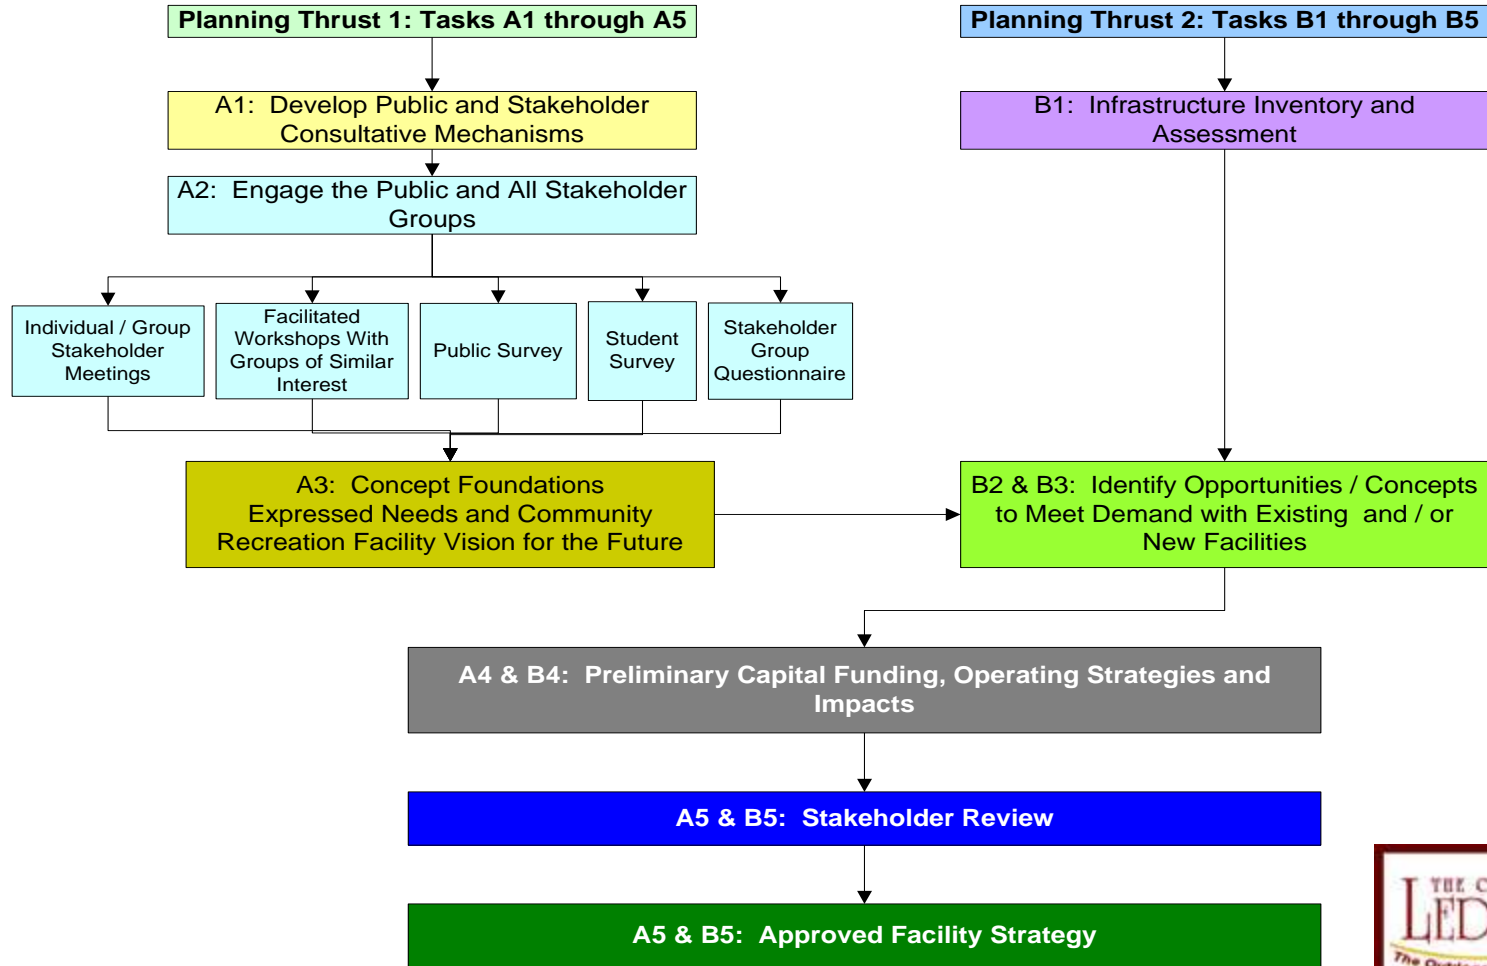 Planning Thrust 1: Tasks A1 through A5
Planning Thrust 2: Tasks B1 through B5
A1: Develop Public and Stakeholder
Consultative Mechanisms
B1: Infrastructure Inventory and
Assessment
A2: Engage the Public and All Stakeholder
Groups
Individual / Group
Stakeholder
Meetings
Facilitated
Workshops With
Groups of Similar
Interest
Public Survey
Student
Survey
Stakeholder
Group
Questionnaire
A3: Concept Foundations
Expressed Needs and Community
Recreation Facility Vision for the Future
B2 & B3: Identify Opportunities / Concepts
to Meet Demand with Existing and / or
New Facilities
A4 & B4: Preliminary Capital Funding, Operating Strategies and
Impacts
A5 & B5: Stakeholder Review
A5 & B5: Approved Facility Strategy
THE